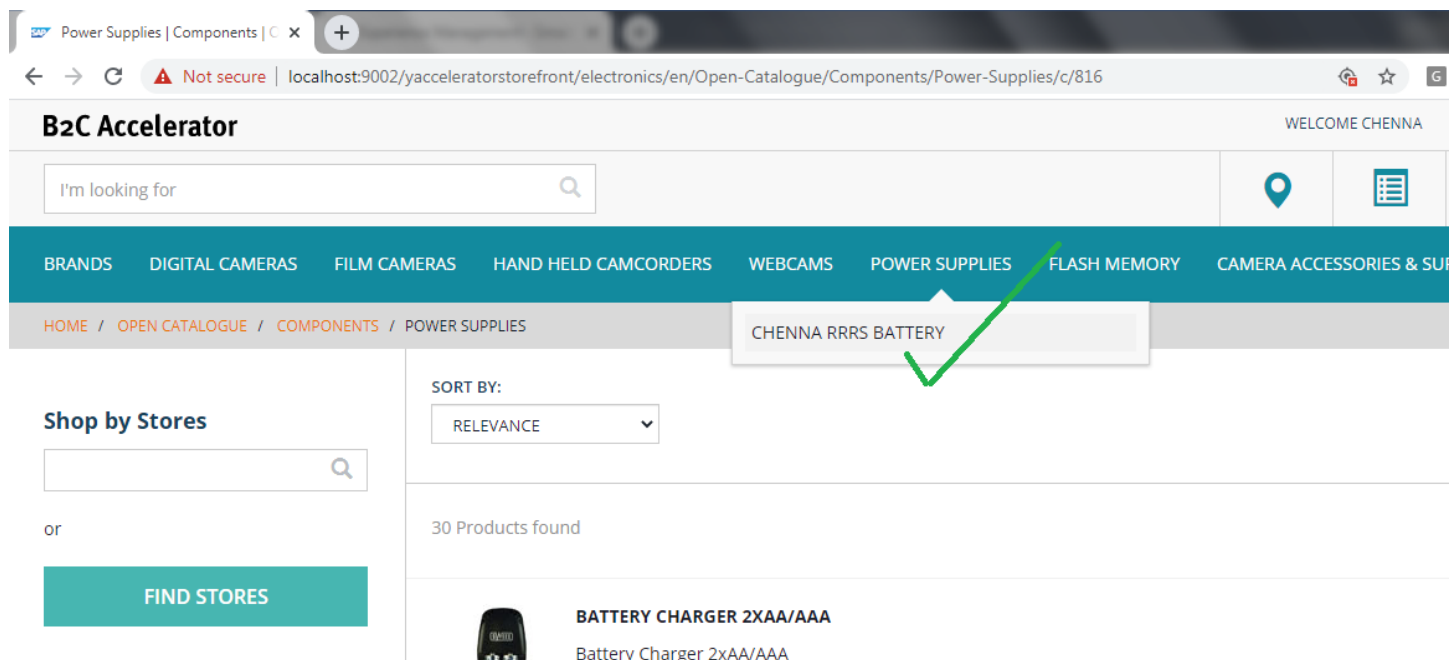 Power Supplies | Components | C
Not secure | localhost:9002/yacceleratorstorefront/electronics/en/Open-Catalogue/Components/Power-Supplies/c/816
G
B2C Accelerator
WELCOME CHENNA
I'm looking for
BRANDS DIGITAL CAMERAS FILM CAMERAS HAND HELD CAMCORDERS WEBCAMS POWER SUPPLIES FLASH MEMORY CAMERA ACCESSORIES & SU
HOME / OPEN CATALOGUE / COMPONENTS / POWER SUPPLIES
CHENNA RRRS BATTERY
SORT BY:
Shop by Stores
RELEVANCE
or
30 Products found
FIND STORES
BATTERY CHARGER 2XAA/AAA
Battery Charger 2xAA/AAA